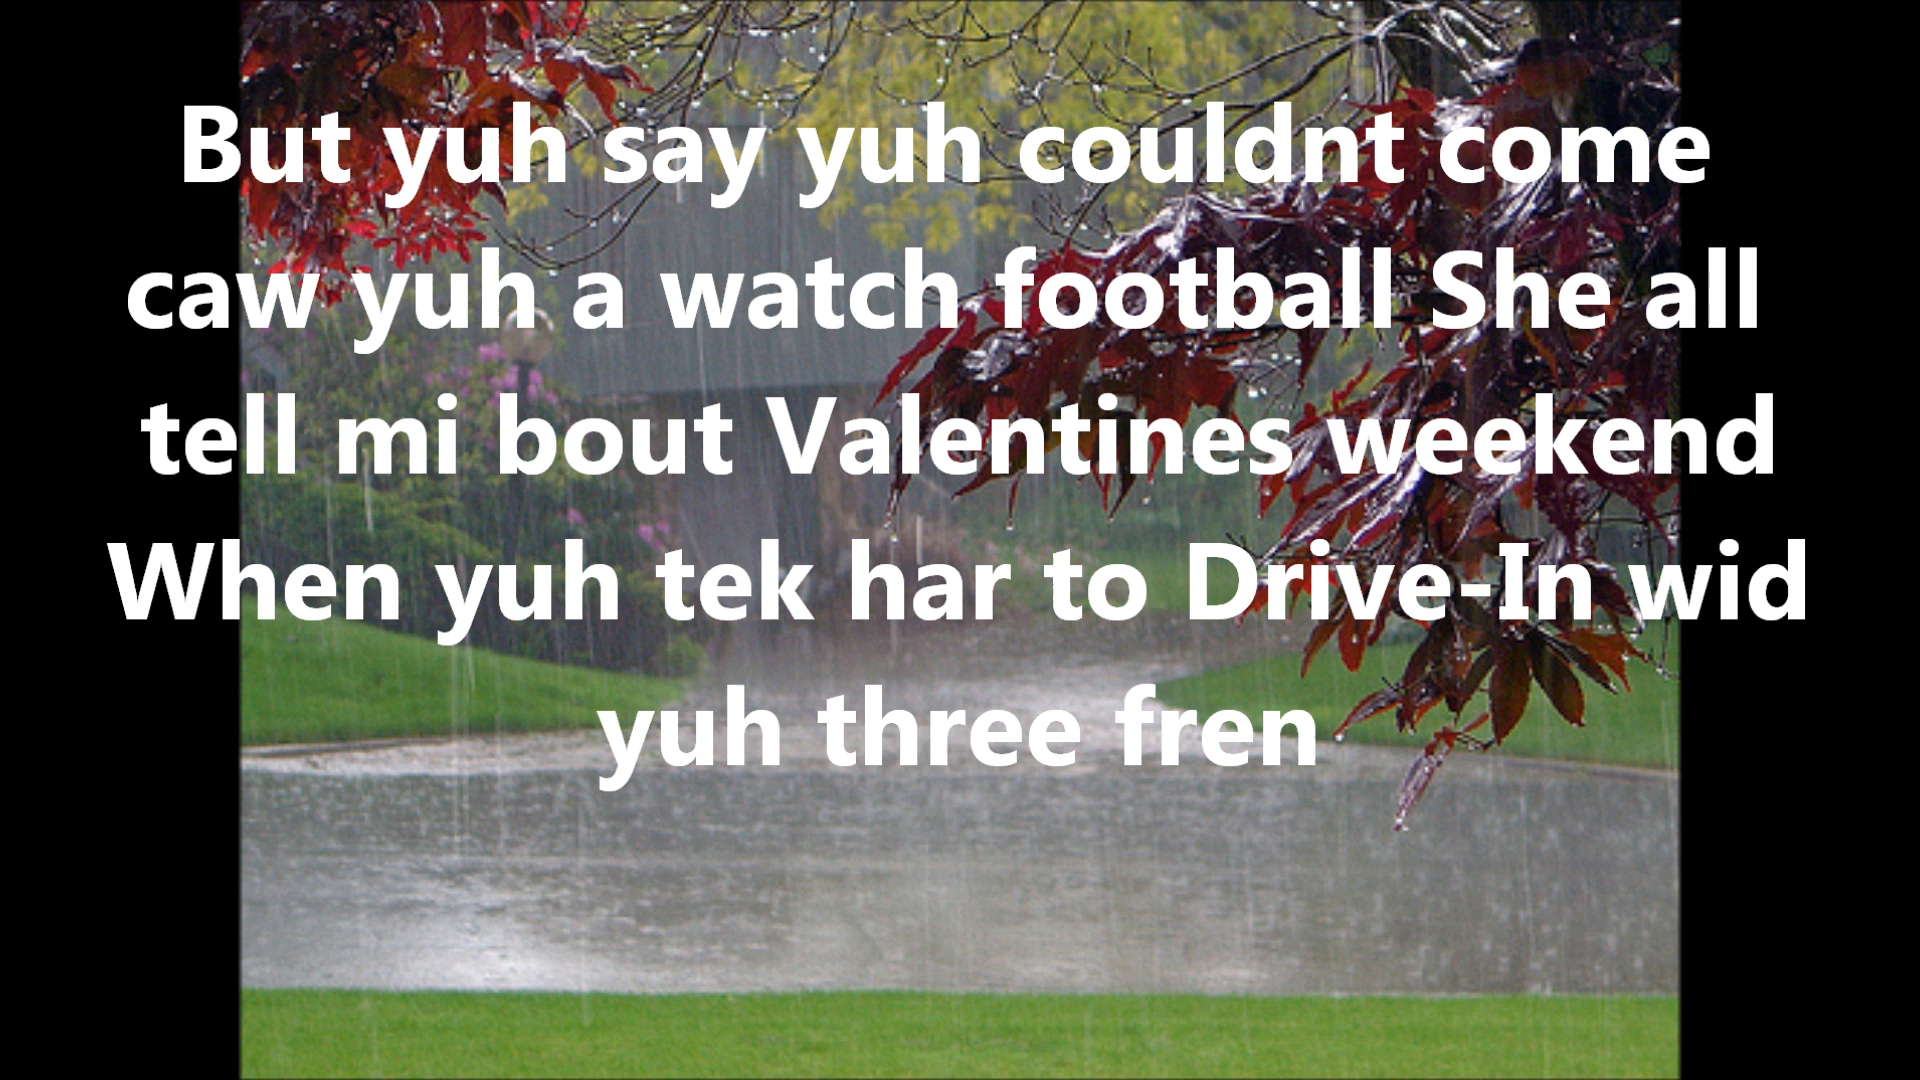 But yuh say yuh couldnt come
caw yuh a watch football She all
tell mi bout Valentines weekend
When yuh tek har to Drive-In wid
yuh three fren